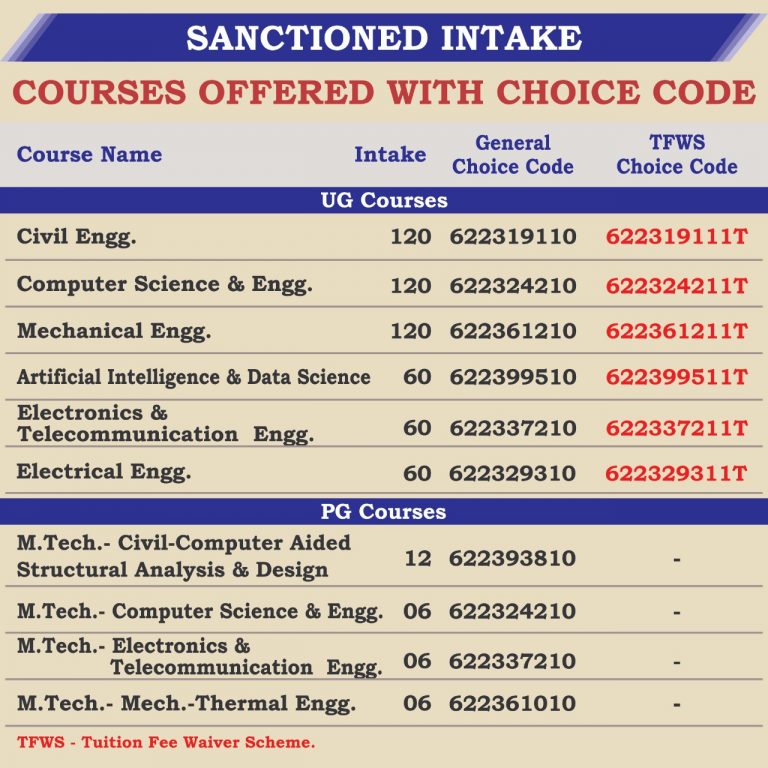 SANCTIONED INTAKE
COURSES OFFERED WITH CHOICE CODE
Course Name Intake General Choice Code TFWS Choice Code
UG Courses
Civil Engg. 120 622319110 622319111T
Computer Science & Engg. 120 622324210 622324211T
Mechanical Engg. 120 622361210 622361211T
Artificial Intelligence & Data Science 60 622399510 622399511T
Electronics &
Telecommunication Engg. 60 622337210 622337211T
Electrical Engg. 60 622329310 622329311T
PG Courses
M.Tech.- Civil-Computer Aided
Structural Analysis & Design 12 622393810 -
M.Tech.- Computer Science & Engg. 06 622324210 -
M.Tech.- Electronics &
Telecommunication Engg. 06 622337210 -
M.Tech.- Mech.-Thermal Engg. 06 622361010 -
TFWS - Tuition Fee Waiver Scheme.